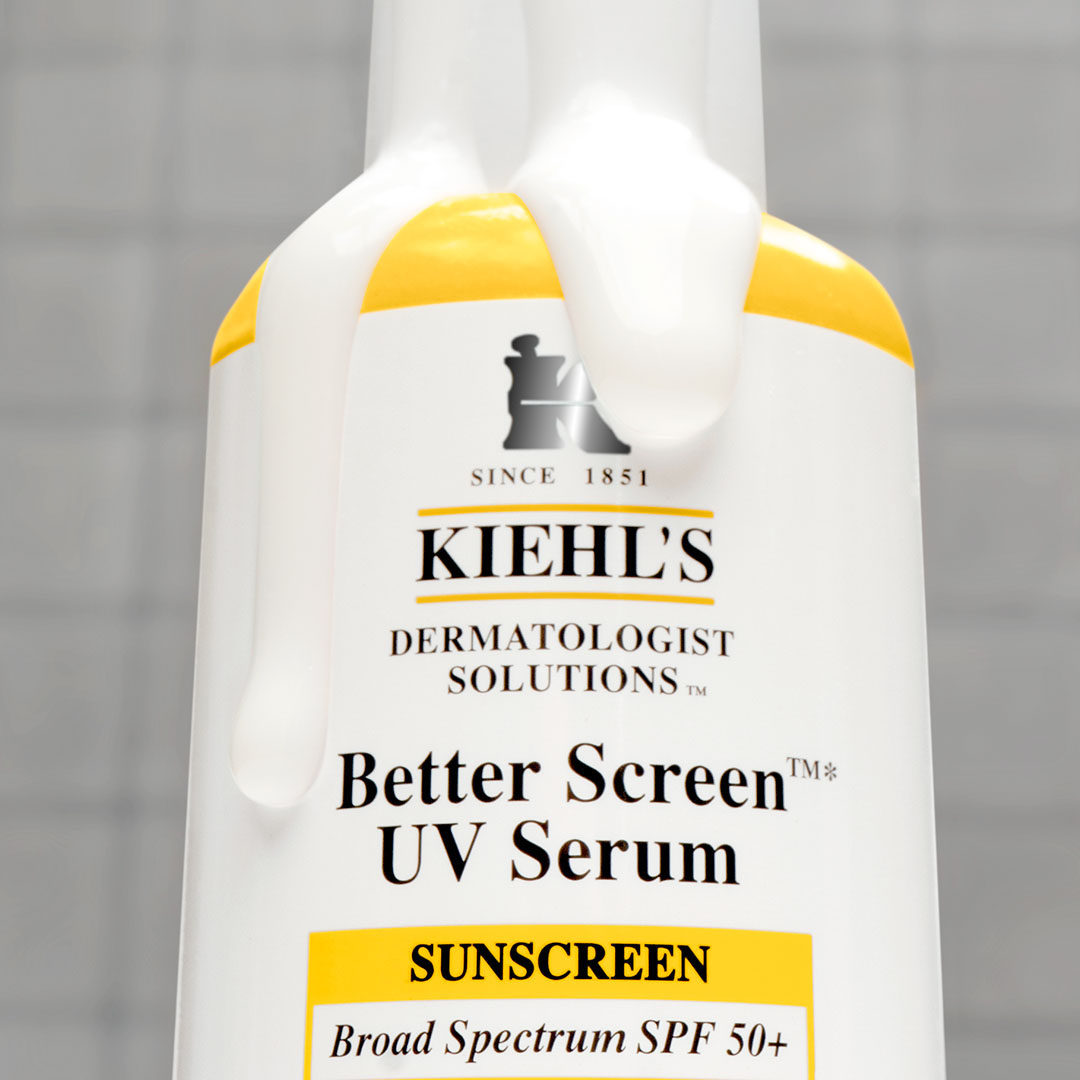 SINCE 1851
KIEHL'S
DERMATOLOGIST
SOLUTIONS™
Better Screen™*
UV Serum
SUNSCREEN
Broad Spectrum SPF 50+